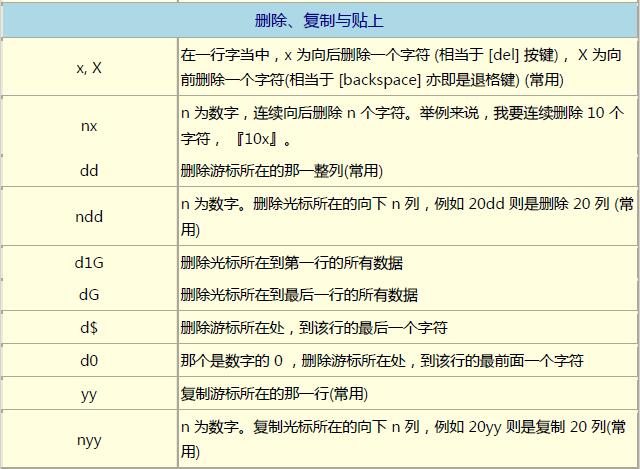 删除、复制与贴上
x, X
在一行字当中，x 为向后删除一个字符 (相当于 [del] 按键)， X 为向
前删除一个字符(相当于 [backspace] 亦即是退格键) (常用)
nx
n 为数字，连续向后删除 n 个字符。举例来说，我要连续删除 10 个
字符， 『10x』。
dd
删除游标所在的那一整列(常用)
ndd
n 为数字。删除光标所在的向下 n 列，例如 20dd 则是删除 20 列 (常
用)
d1G
删除光标所在到第一行的所有数据
dG
删除光标所在到最后一行的所有数据
d$
删除游标所在处，到该行的最后一个字符
d0
那个是数字的 0 ，删除游标所在处，到该行的最前面一个字符
yy
复制游标所在的那一行(常用)
nyy
n 为数字。复制光标所在的向下 n 列，例如 20yy 则是复制 20 列(常
用)